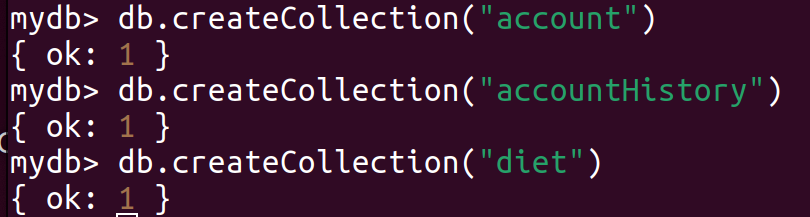 mydb> db.createCollection("account")
{ ok: 1 }
mydb> db.createCollection("accountHistory")
{ ok: 1 }
mydb> db.createCollection("diet")
{ ok: 1 }